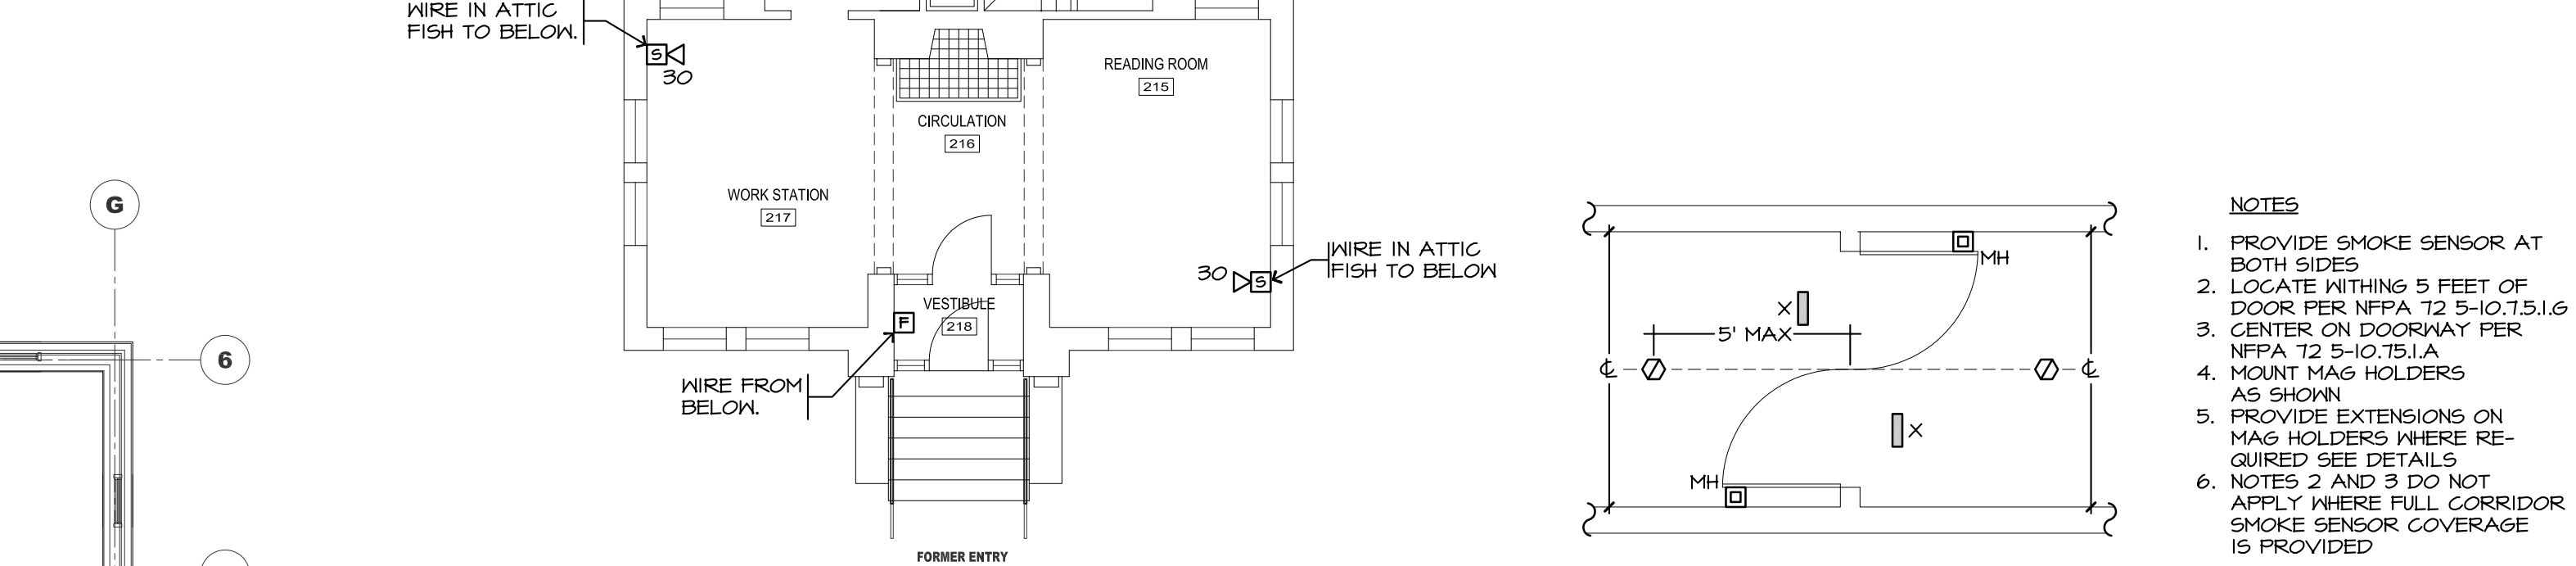 WIRE IN ATTIC
FISH TO BELOW.
S
30
READING ROOM
215
CIRCULATION
216
WORK STATION
217
G
6
WIRE IN ATTIC
FISH TO BELOW
30
S
VESTIBULE
218
F
WIRE FROM
BELOW.
FORMER ENTRY
MH
X
5' MAX
℄
℄
X
MH
NOTES
1. PROVIDE SMOKE SENSOR AT
BOTH SIDES
2. LOCATE WITHING 5 FEET OF
DOOR PER NFPA 72 5-10.7.5.1.G
3. CENTER ON DOORWAY PER
NFPA 72 5-10.75.1.A
4. MOUNT MAG HOLDERS
AS SHOWN
5. PROVIDE EXTENSIONS ON
MAG HOLDERS WHERE RE-
QUIRED SEE DETAILS
6. NOTES 2 AND 3 DO NOT
APPLY WHERE FULL CORRIDOR
SMOKE SENSOR COVERAGE
IS PROVIDED